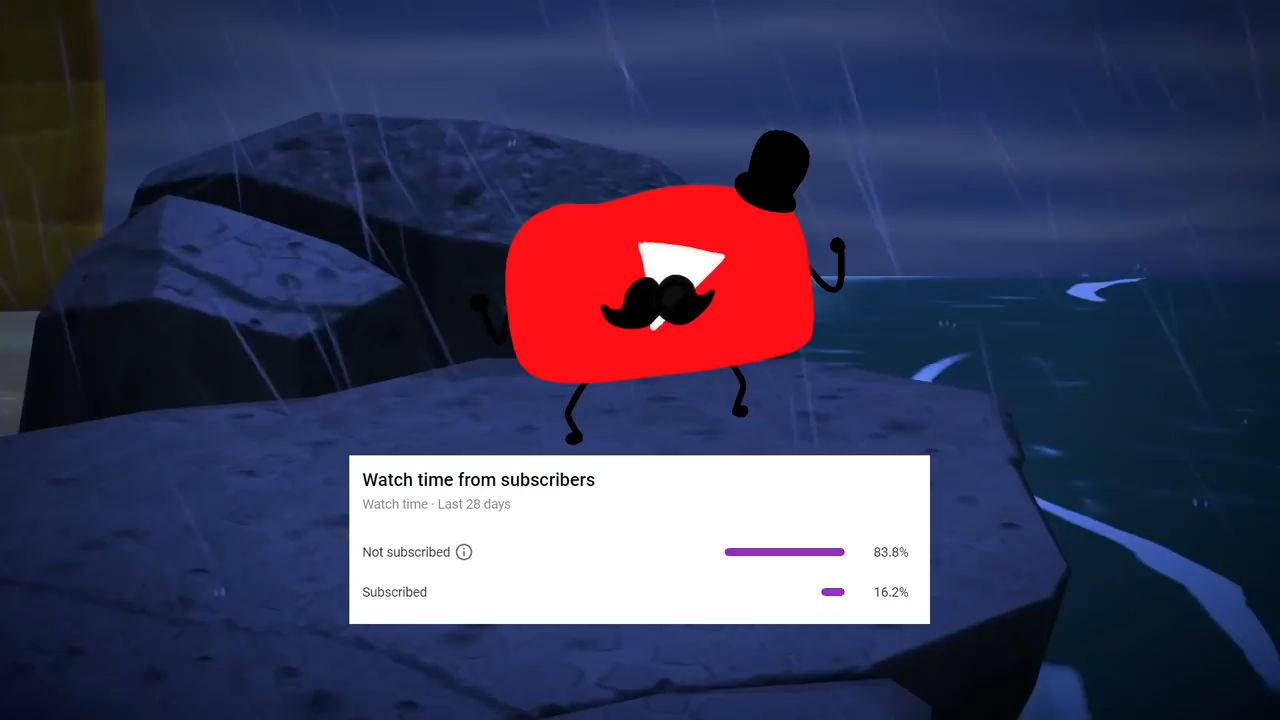 Watch time from subscribers
Watch time · Last 28 days
Not subscribed 83.8%
Subscribed 16.2%